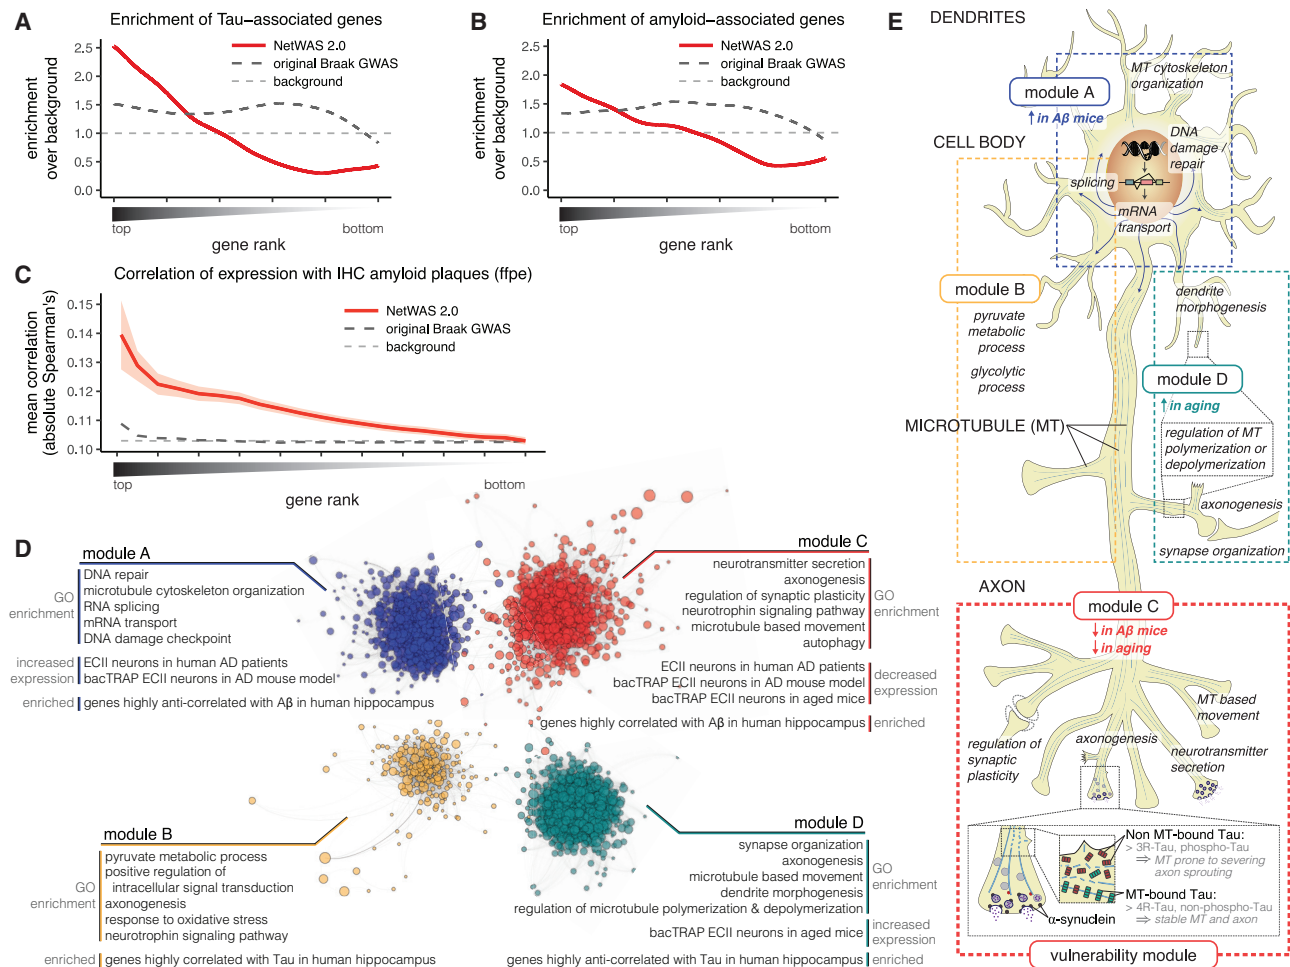 A
Enrichment of Tau–associated genes
enrichment
over background
2.5
2.0
1.5
1.0
0.5
0.0
NetWAS 2.0
original Braak GWAS
background
top
bottom
gene rank
B
Enrichment of amyloid–associated genes
enrichment
over background
2.5
2.0
1.5
1.0
0.5
0.0
NetWAS 2.0
original Braak GWAS
background
top
bottom
gene rank
C
Correlation of expression with IHC amyloid plaques (ffpe)
mean correlation
(absolute Spearman's)
0.15
0.14
0.13
0.12
0.11
0.10
NetWAS 2.0
original Braak GWAS
background
top
bottom
gene rank
D
module A
GO
enrichment
DNA repair
microtubule cytoskeleton organization
RNA splicing
mRNA transport
DNA damage checkpoint
increased
expression
ECII neurons in human AD patients
bacTRAP ECII neurons in AD mouse model
enriched
genes highly anti-correlated with Aβ in human hippocampus
module C
neurotransmitter secretion
axonogenesis
regulation of synaptic plasticity
neurotrophin signaling pathway
microtubule based movement
autophagy
GO
enrichment
ECII neurons in human AD patients
bacTRAP ECII neurons in AD mouse model
bacTRAP ECII neurons in aged mice
decreased
expression
genes highly correlated with Aβ in human hippocampus
enriched
module B
GO
enrichment
pyruvate metabolic process
positive regulation of
intracellular signal transduction
axonogenesis
response to oxidative stress
neurotrophin signaling pathway
enriched
genes highly correlated with Tau in human hippocampus
module D
synapse organization
axonogenesis
microtubule based movement
dendrite morphogenesis
regulation of microtubule polymerization & depolymerization
GO
enrichment
bacTRAP ECII neurons in aged mice
increased
expression
genes highly anti-correlated with Tau in human hippocampus
enriched
E
DENDRITES
module A
↑ in Aβ mice
MT cytoskeleton
organization
CELL BODY
DNA
damage /
repair
splicing
mRNA
transport
module B
pyruvate
metabolic
process
glycolytic
process
dendrite
morphogenesis
module D
↑ in aging
MICROTUBULE (MT)
regulation of MT
polymerization or
depolymerization
axonogenesis
synapse organization
AXON
module C
↓ in Aβ mice
↓ in aging
MT based
movement
regulation of
synaptic
plasticity
axonogenesis
neurotransmitter
secretion
Non MT-bound Tau:
> 3R-Tau, phospho-Tau
⇒ MT prone to severing
axon sprouting
MT-bound Tau:
> 4R-Tau, non-phospho-Tau
⇒ stable MT and axon
α-synuclein
vulnerability module